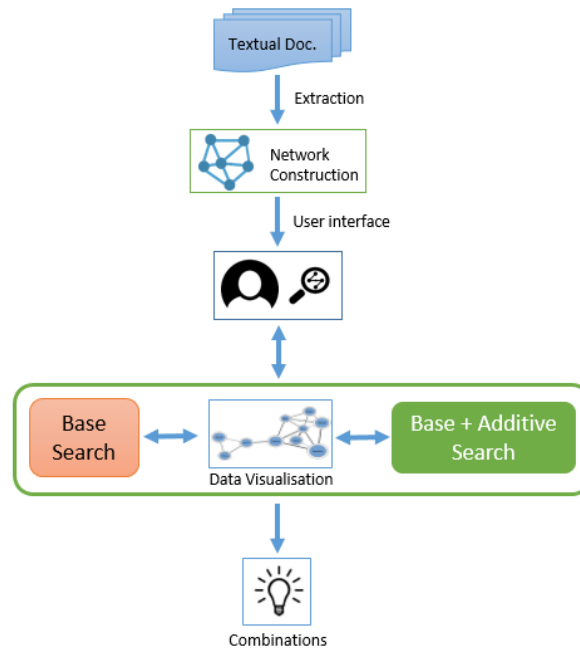 Textual Doc.
Extraction
Network
Construction
User interface
Base
Search
Base + Additive
Search
Data Visualisation
Combinations